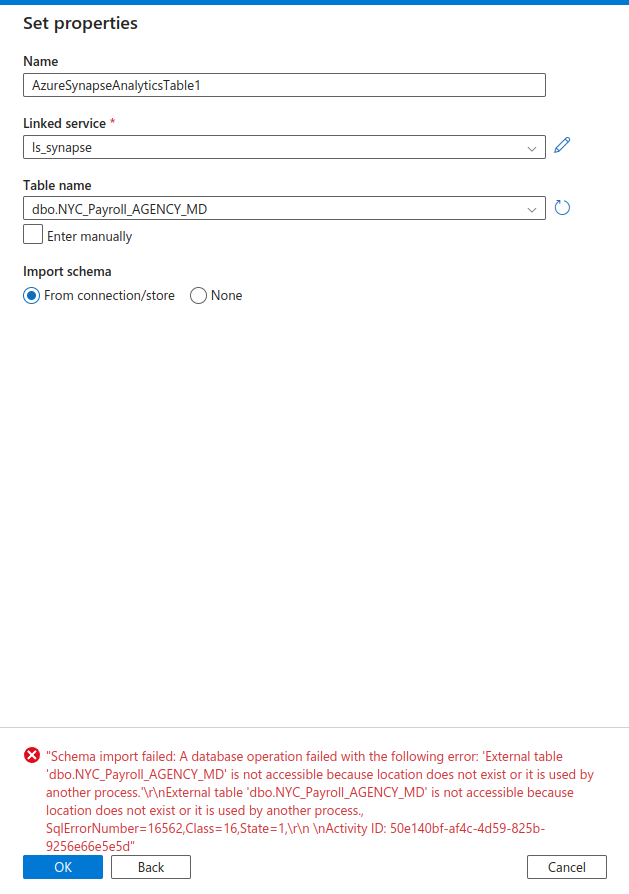 Set properties
Name
AzureSynapseAnalyticsTable1
Linked service *
ls_synapse
Table name
dbo.NYC_Payroll_AGENCY_MD
Enter manually
Import schema
From connection/store None
"Schema import failed: A database operation failed with the following error: 'External table
'dbo.NYC_Payroll_AGENCY_MD' is not accessible because location does not exist or it is used by
another process.'\r\nExternal table 'dbo.NYC_Payroll_AGENCY_MD' is not accessible because
location does not exist or it is used by another process.,
SqlErrorNumber=16562,Class=16,State=1,\r\n \nActivity ID: 50e140bf-af4c-4d59-825b-
9256e66e5e5d"
OK Back Cancel